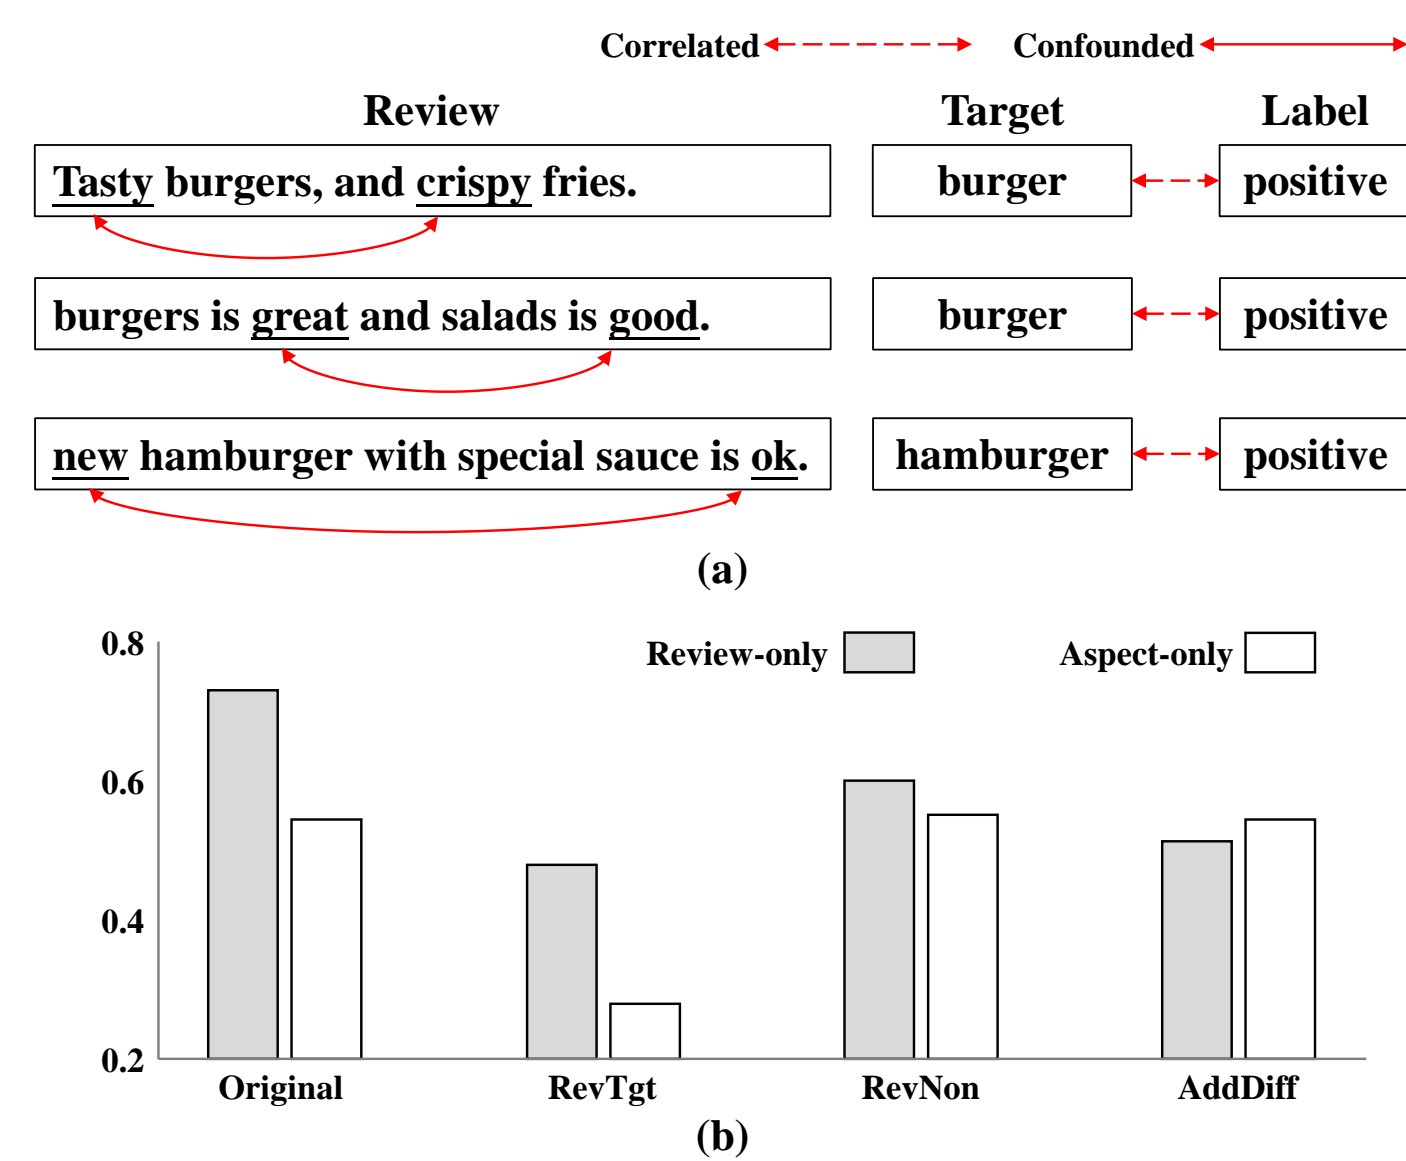 Correlated Confounded
Review Target Label
Tasty burgers, and crispy fries. burger positive
burgers is great and salads is good. burger positive
new hamburger with special sauce is ok. hamburger positive
(a)
0.8
Review-only Aspect-only
0.6
0.4
0.2
Original RevTgt RevNon AddDiff
(b)